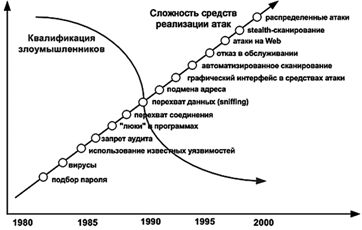 Сложность средств
реализации атак
Квалификация
злоумышленников
распределенные атаки
stealth-сканирование
атаки на Web
отказ в обслуживании
автоматизированное сканирование
графический интерфейс в средствах атаки
подмена адреса
перехват данных (sniffing)
перехват соединения
"люки" в программах
запрет аудита
использование известных уязвимостей
вирусы
подбор пароля
1980 1985 1990 1995 2000